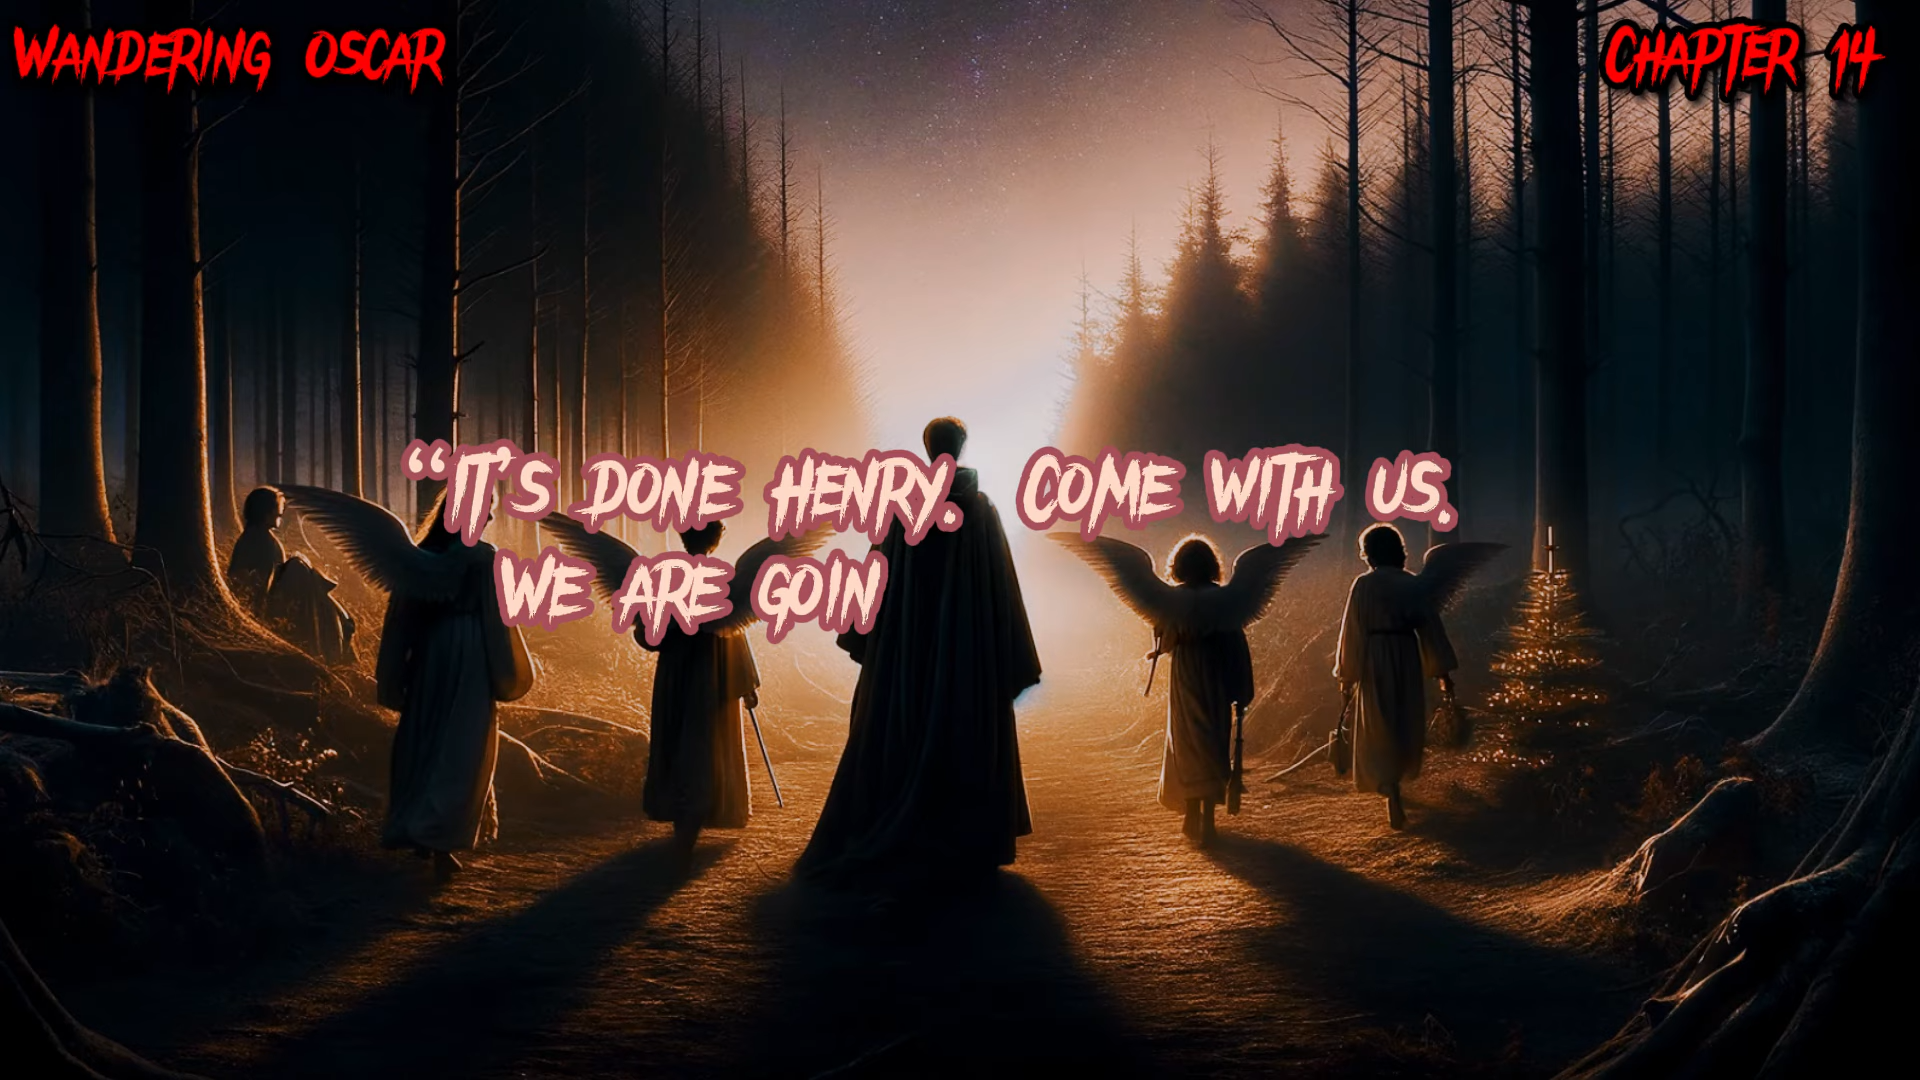 Wandering Oscar
Chapter 14
“It’s done Henry. Come with us.
We are goin